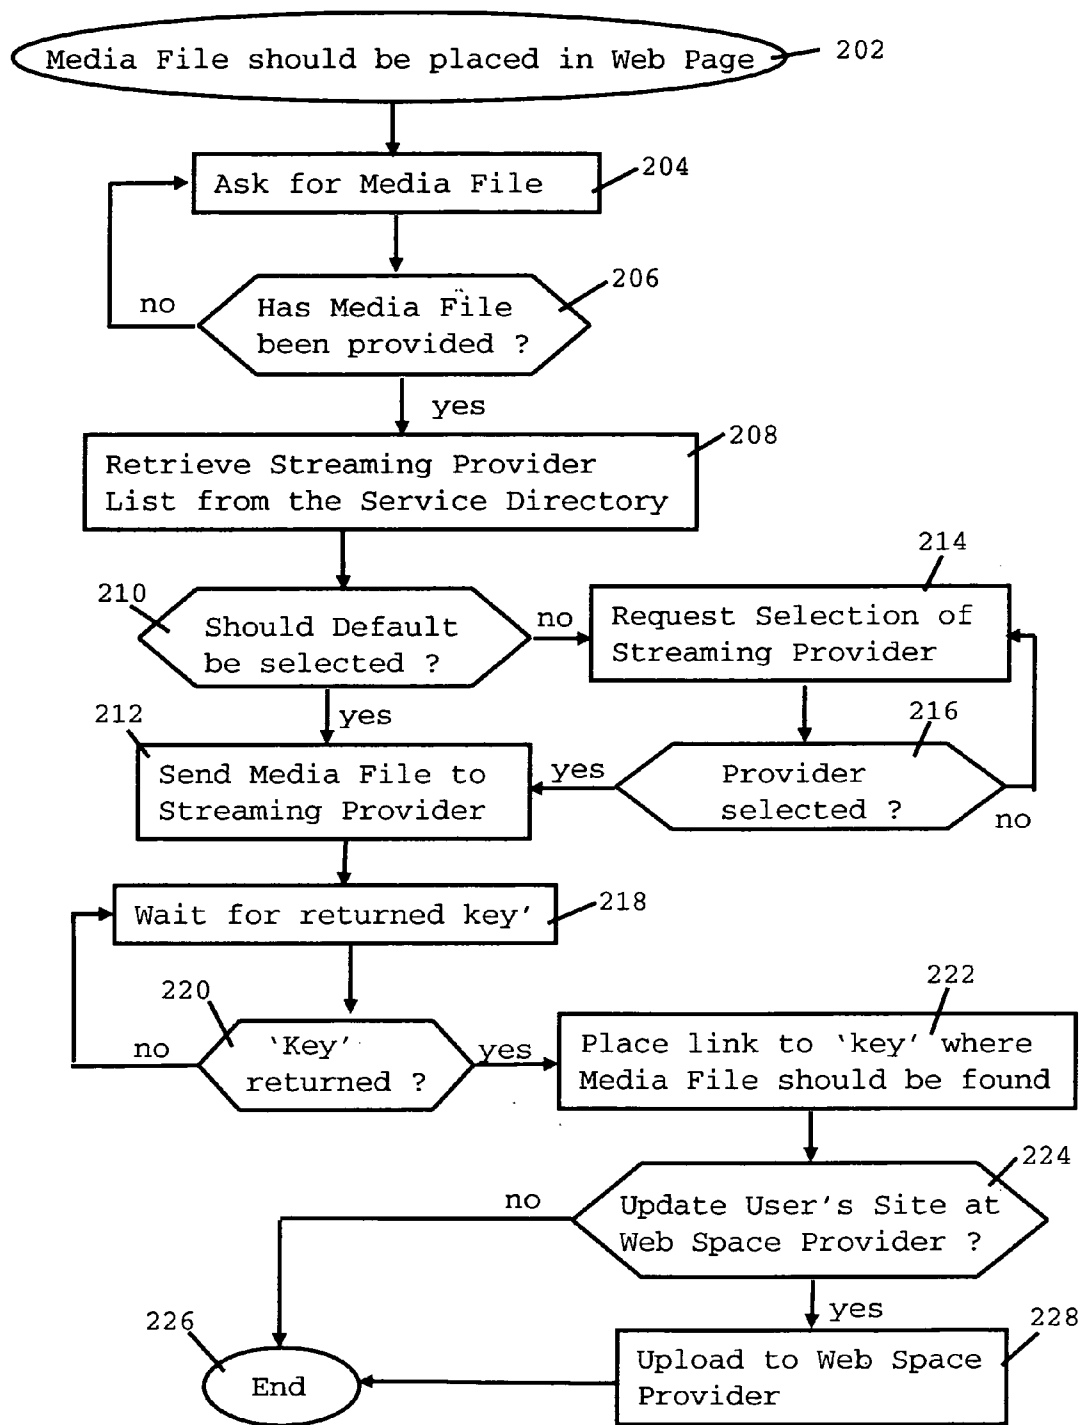 Media File should be placed in Web Page
202
Ask for Media File
204
206
no
Has Media File
been provided ?
yes
208
Retrieve Streaming Provider
List from the Service Directory
214
210
no
Request Selection of
Streaming Provider
Should Default
be selected ?
212
yes
216
Send Media File to
Streaming Provider
yes
Provider
selected ?
no
Wait for returned key'
218
220
222
no
'Key'
returned ?
yes
Place link to 'key' where
Media File should be found
224
no
Update User's Site at
Web Space Provider ?
226
yes
228
End
Upload to Web Space
Provider